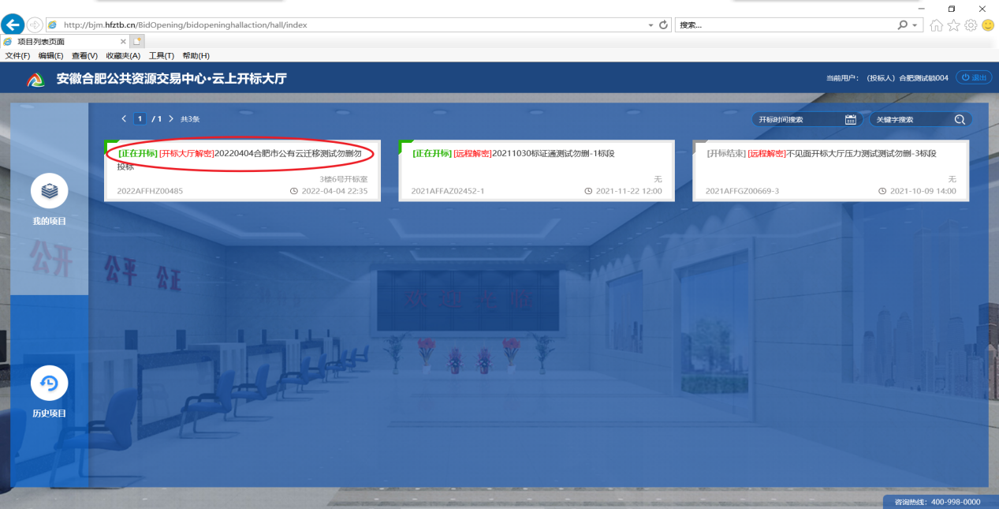 http://bjm.hfztb.cn/BidOpening/bidopeninghallaction/hall/index
搜索...
项目列表页面
文件(F) 编辑(E) 查看(V) 收藏夹(A) 工具(T) 帮助(H)
安徽合肥公共资源交易中心·云上开标大厅
当前用户：（投标人）合肥测试锁004
退出
1 / 1 共3条
开标时间搜索
关键字搜索
[正在开标][开标大厅解密]20220404合肥市公有云迁移测试勿删勿
投标
3楼6号开标室
2022AFFHZ00485 2022-04-04 22:35
[正在开标][远程解密]20211030标证通测试勿删-1标段
无
2021AFFAZ02452-1 2021-11-22 12:00
[开标结束][远程解密]不见面开标大厅压力测试测试勿删-3标段
无
2021AFFGZ00669-3 2021-10-09 14:00
我的项目
公开 公平 公正
欢迎光临
历史项目
咨询热线：400-998-0000